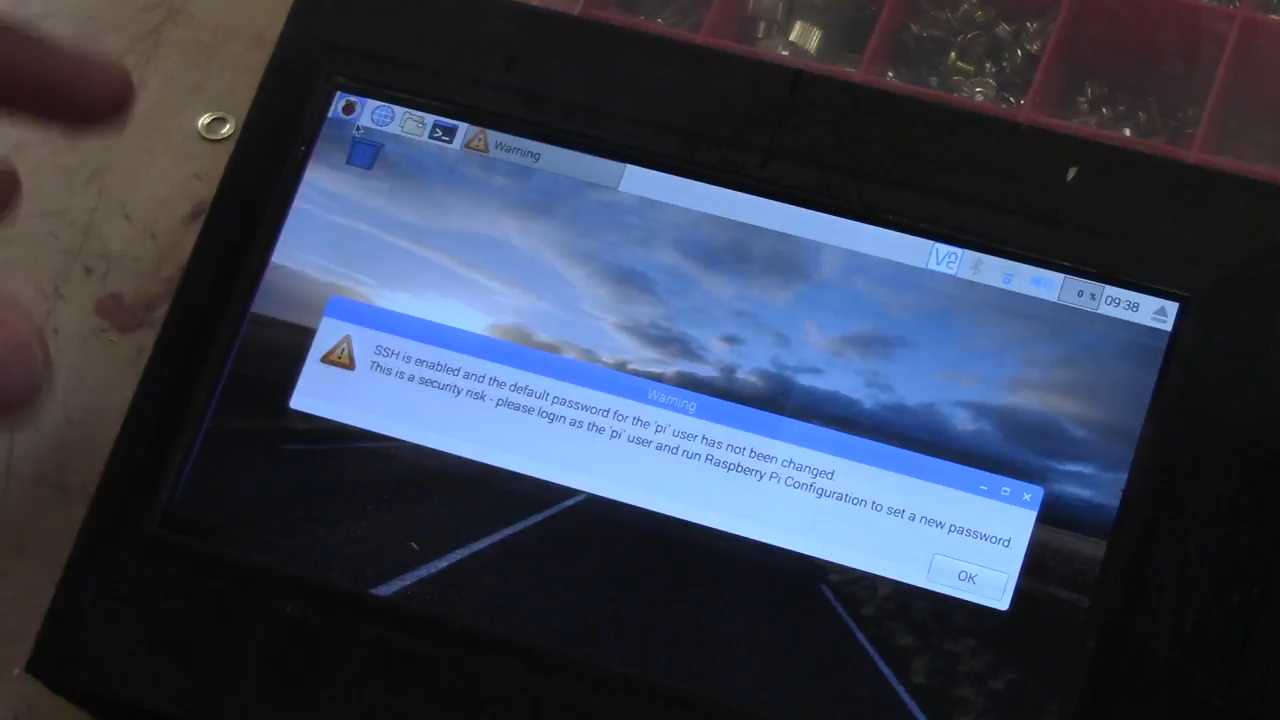 Warning
V2
0 %
09:38
Warning
SSH is enabled and the default password for the 'pi' user has not been changed.
This is a security risk - please login as the 'pi' user and run Raspberry Pi Configuration to set a new password.
OK